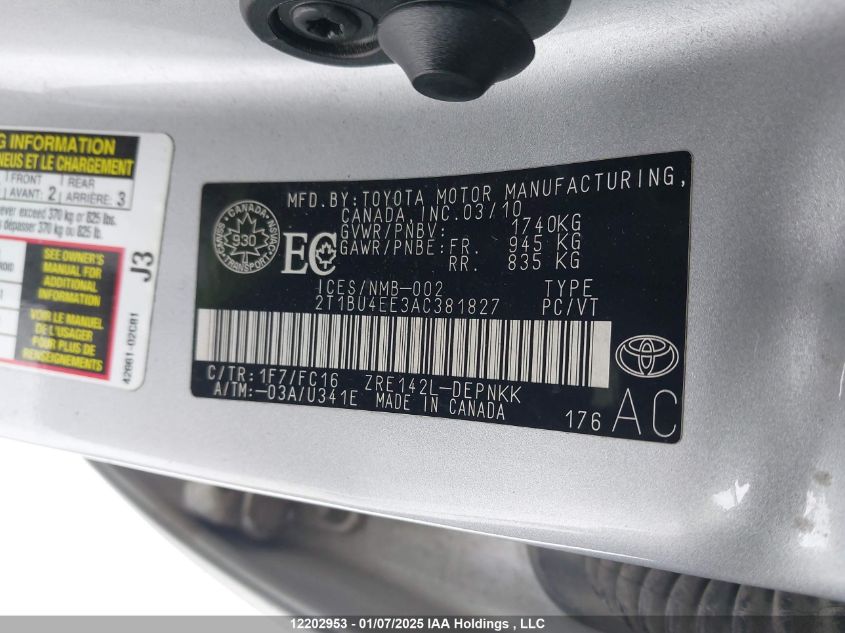 G INFORMATION
NEUS ET LE CHARGEMENT
FRONT REAR
AVANT: 2 ARRIÈRE: 3
ever exceed 370 kg or 825 lbs.
dépasser 370 kg ou 825 lb.
SEE OWNER'S
MANUAL FOR
ADDITIONAL
INFORMATION
VOIR LE MANUEL
DE L'USAGER
POUR PLUS DE
RENSEIGNEMENTS
J3
42661-02C81
MFD.BY:TOYOTA MOTOR MANUFACTURING,
CANADA,INC.03/10
GVWR/PNBV: 1740KG
GAWR/PNBE: FR. 945 KG
RR. 835 KG
CANADA
930
TRANSPORT
EC
ICES/NMB-002 TYPE
2T1BU4EE3AC381827 PC/VT
C/TR: 1F7/FC16 ZRE142L-DEPNKK
A/TM:-03A/U341E MADE IN CANADA
176 AC
12202953 - 01/07/2025 IAA Holdings , LLC